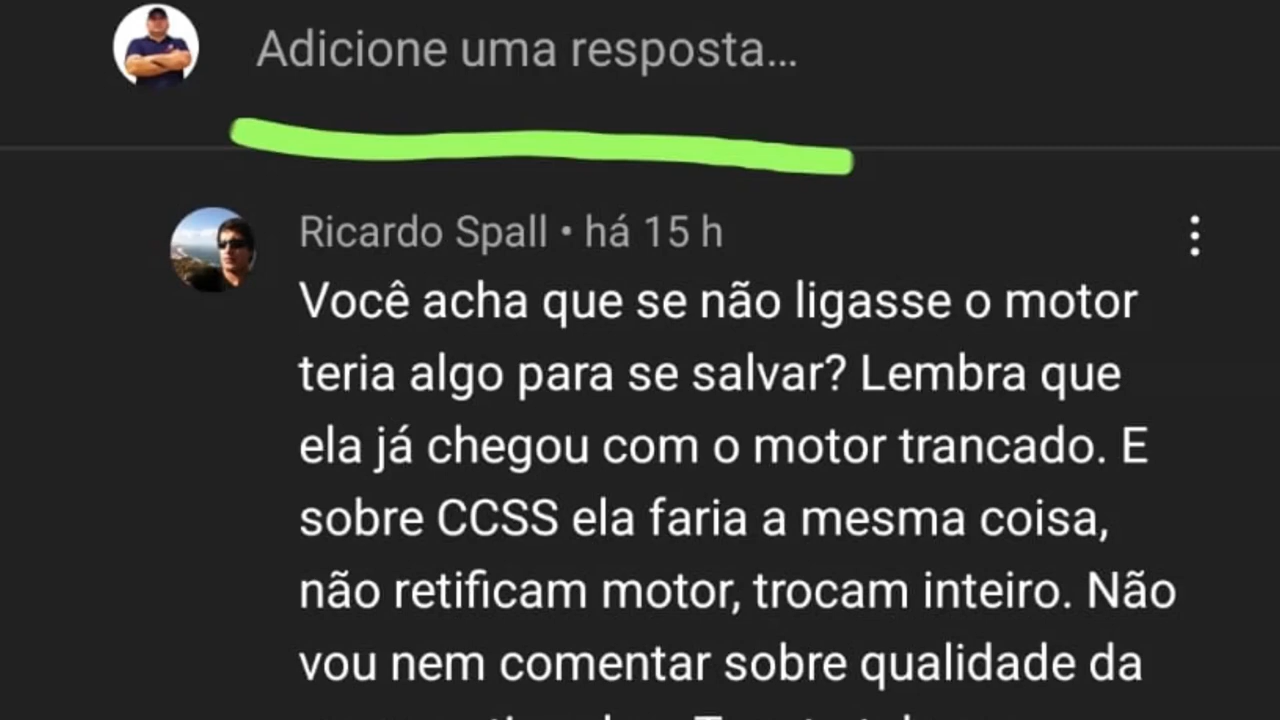 Adicione uma resposta...
Ricardo Spall • há 15 h
Você acha que se não ligasse o motor
teria algo para se salvar? Lembra que
ela já chegou com o motor trancado. E
sobre CCSS ela faria a mesma coisa,
não retificam motor, trocam inteiro. Não
vou nem comentar sobre qualidade da